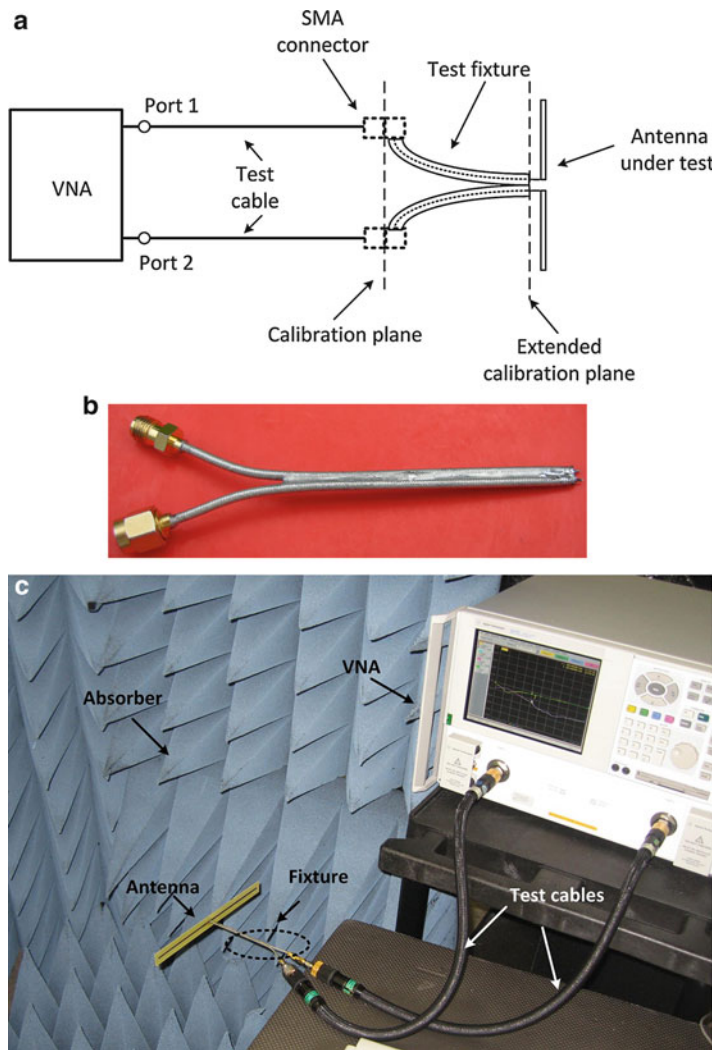 a
SMA
connector
Test fixture
Port 1
Antenna
under test
VNA
Test
cable
Port 2
Calibration plane
Extended
calibration plane
b
c
VNA
Absorber
Antenna
Fixture
Test cables